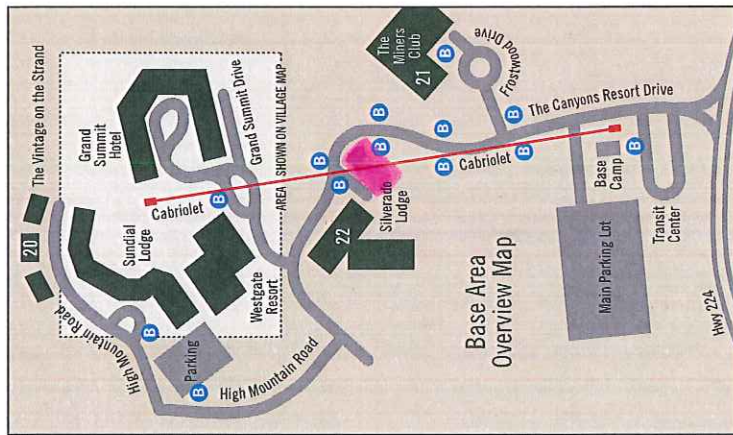 The Vintage on the Strand
20
Grand Summit
Hotel
Grand Summit Drive
AREA SHOWN ON VILLAGE MAP
Cabriolet
B
Sundial Lodge
Westgate
Resort
High Mountain Road
B
Parking
B
High Mountain Road
The
Miners
Club
21
B
Frostwood Drive
B
B
B
B
B
22
Silverado
Lodge
B
B
B
Cabriolet
The Canyons Resort Drive
Base Area
Overview Map
Base
Camp
B
Main Parking Lot
Transit
Center
Hwy 224